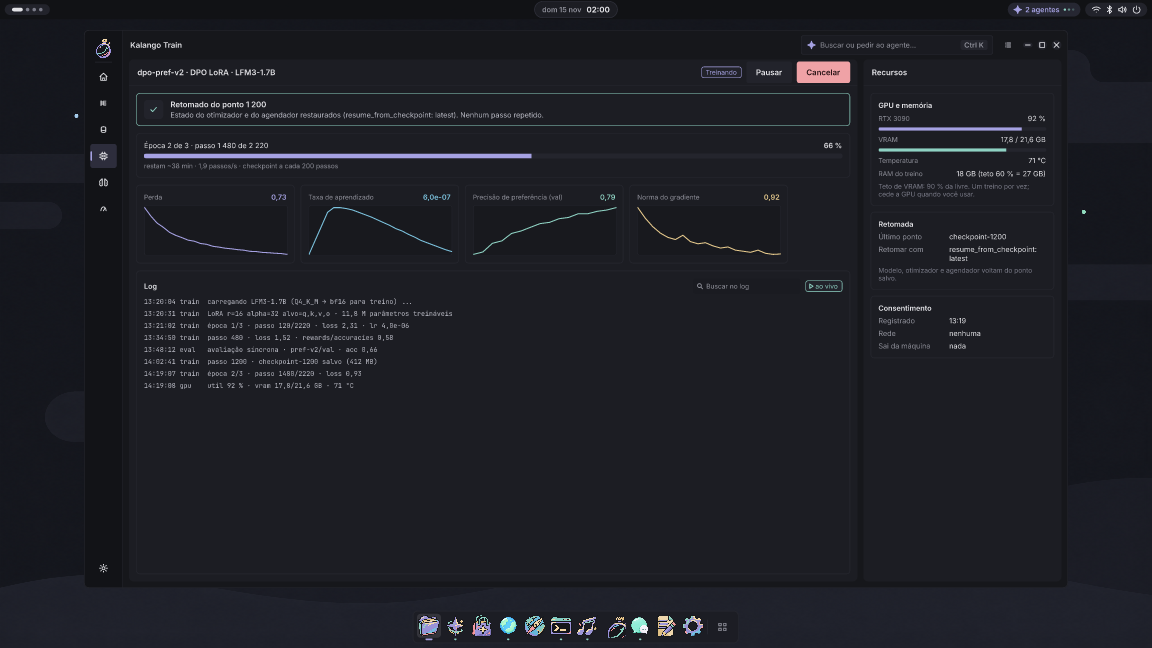 dom 15 nov 02:00
2 agentes
Kalango Train
Buscar ou pedir ao agente...
Ctrl K
dpo-pref-v2 · DPO LoRA · LFM3-1.7B
Treinando
Pausar
Cancelar
Retomado do ponto 1 200
Estado do otimizador e do agendador restaurados (resume_from_checkpoint: latest). Nenhum passo repetido.
Época 2 de 3 · passo 1 480 de 2 220
66 %
restam ~38 min · 1,9 passos/s · checkpoint a cada 200 passos
Perda 0,73
Taxa de aprendizado 6,0e-07
Precisão de preferência (val) 0,79
Norma do gradiente 0,92
Log
Buscar no log
ao vivo
13:20:04 train carregando LFM3-1.7B (Q4_K_M → bf16 para treino) ...
13:20:31 train LoRA r=16 alpha=32 alvo=q,k,v,o · 11,8 M parâmetros treináveis
13:21:02 train época 1/3 · passo 120/2220 · loss 2,31 · lr 4,0e-06
13:34:50 train passo 480 · loss 1,52 · rewards/accuracies 0,58
13:48:12 eval avaliação síncrona · pref-v2/val · acc 0,66
14:02:41 train passo 1200 · checkpoint-1200 salvo (412 MB)
14:19:07 train época 2/3 · passo 1480/2220 · loss 0,93
14:19:08 gpu util 92 % · vram 17,8/21,6 GB · 71 °C
Recursos
GPU e memória
RTX 3090 92 %
VRAM 17,8 / 21,6 GB
Temperatura 71 °C
RAM do treino 18 GB (teto 60 % = 27 GB)
Teto de VRAM: 90 % da livre. Um treino por vez;
cede a GPU quando você usar.
Retomada
Último ponto checkpoint-1200
Retomar com resume_from_checkpoint:
latest
Modelo, otimizador e agendador voltam do ponto
salvo.
Consentimento
Registrado 13:19
Rede nenhuma
Sai da máquina nada